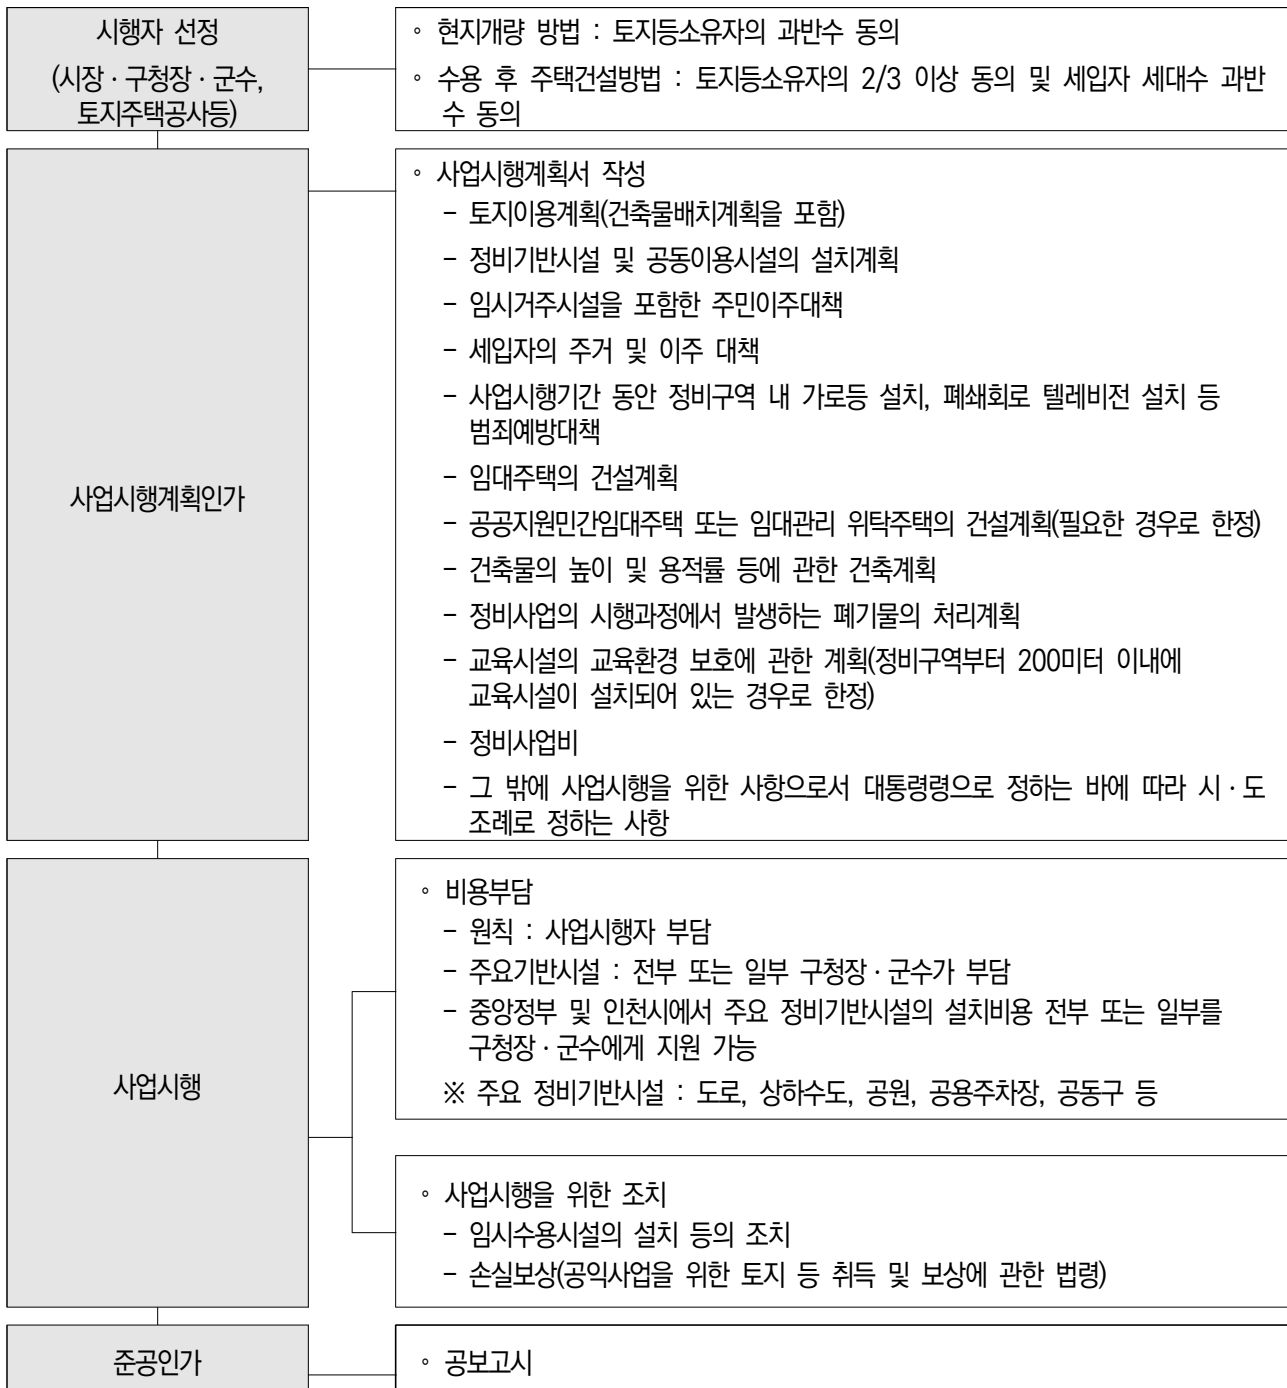 시행자 선정
(시장·구청장·군수,
토지주택공사등)
◦ 현지개량 방법 : 토지등소유자의 과반수 동의
◦ 수용 후 주택건설방법 : 토지등소유자의 2/3 이상 동의 및 세입자 세대수 과반
수 동의
사업시행계획인가
◦ 사업시행계획서 작성
- 토지이용계획(건축물배치계획을 포함)
- 정비기반시설 및 공동이용시설의 설치계획
- 임시거주시설을 포함한 주민이주대책
- 세입자의 주거 및 이주 대책
- 사업시행기간 동안 정비구역 내 가로등 설치, 폐쇄회로 텔레비전 설치 등
범죄예방대책
- 임대주택의 건설계획
- 공공지원민간임대주택 또는 임대관리 위탁주택의 건설계획(필요한 경우로 한정)
- 건축물의 높이 및 용적률 등에 관한 건축계획
- 정비사업의 시행과정에서 발생하는 폐기물의 처리계획
- 교육시설의 교육환경 보호에 관한 계획(정비구역부터 200미터 이내에
교육시설이 설치되어 있는 경우로 한정)
- 정비사업비
- 그 밖에 사업시행을 위한 사항으로서 대통령령으로 정하는 바에 따라 시·도
조례로 정하는 사항
사업시행
◦ 비용부담
- 원칙 : 사업시행자 부담
- 주요기반시설 : 전부 또는 일부 구청장·군수가 부담
- 중앙정부 및 인천시에서 주요 정비기반시설의 설치비용 전부 또는 일부를
구청장·군수에게 지원 가능
※ 주요 정비기반시설 : 도로, 상하수도, 공원, 공용주차장, 공동구 등
◦ 사업시행을 위한 조치
- 임시수용시설의 설치 등의 조치
- 손실보상(공익사업을 위한 토지 등 취득 및 보상에 관한 법령)
준공인가
◦ 공보고시